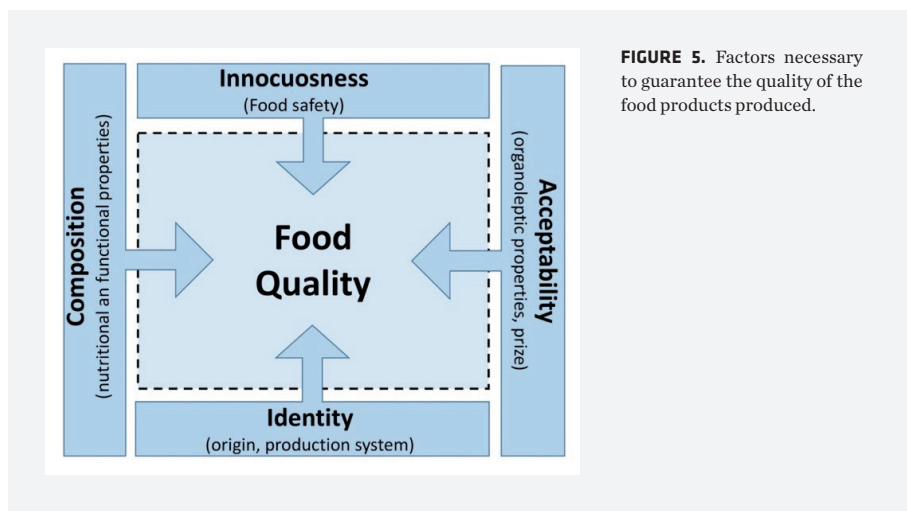 FIGURE 5. Factors necessary
to guarantee the quality of the
food products produced.
Innocuosness
(Food safety)
Composition
(nutritional an functional properties)
Food
Quality
Acceptability
(organoleptic properties, prize)
Identity
(origin, production system)